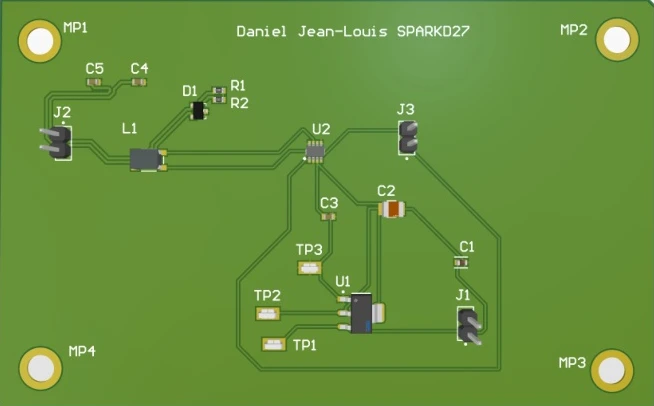 MP1
Daniel Jean-Louis SPARKD27
MP2
C5 C4
D1 R1
R2
J2
J3
L1
U2
C2
C3
C1
TP3
U1
TP2
J1
TP1
MP4
MP3